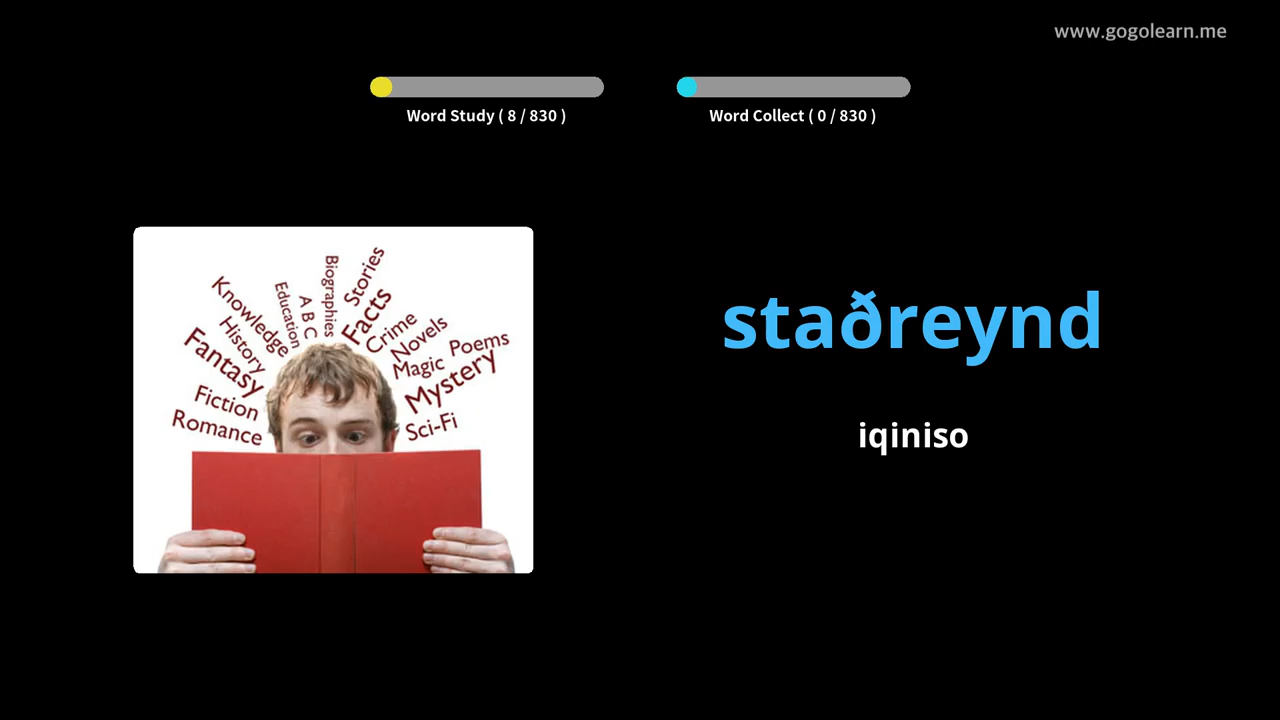 www.gogolearn.me
Word Study ( 8 / 830 )
Word Collect ( 0 / 830 )
Knowledge
Education
A B C
Biographies
Stories
Facts
Crime
Novels
Magic
Poems
Mystery
Sci-Fi
History
Fantasy
Fiction
Romance
staðreynd
iqiniso